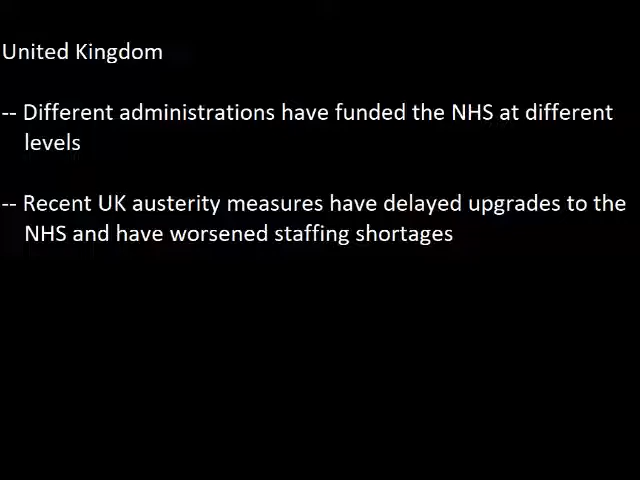 United Kingdom
-- Different administrations have funded the NHS at different
levels
-- Recent UK austerity measures have delayed upgrades to the
NHS and have worsened staffing shortages